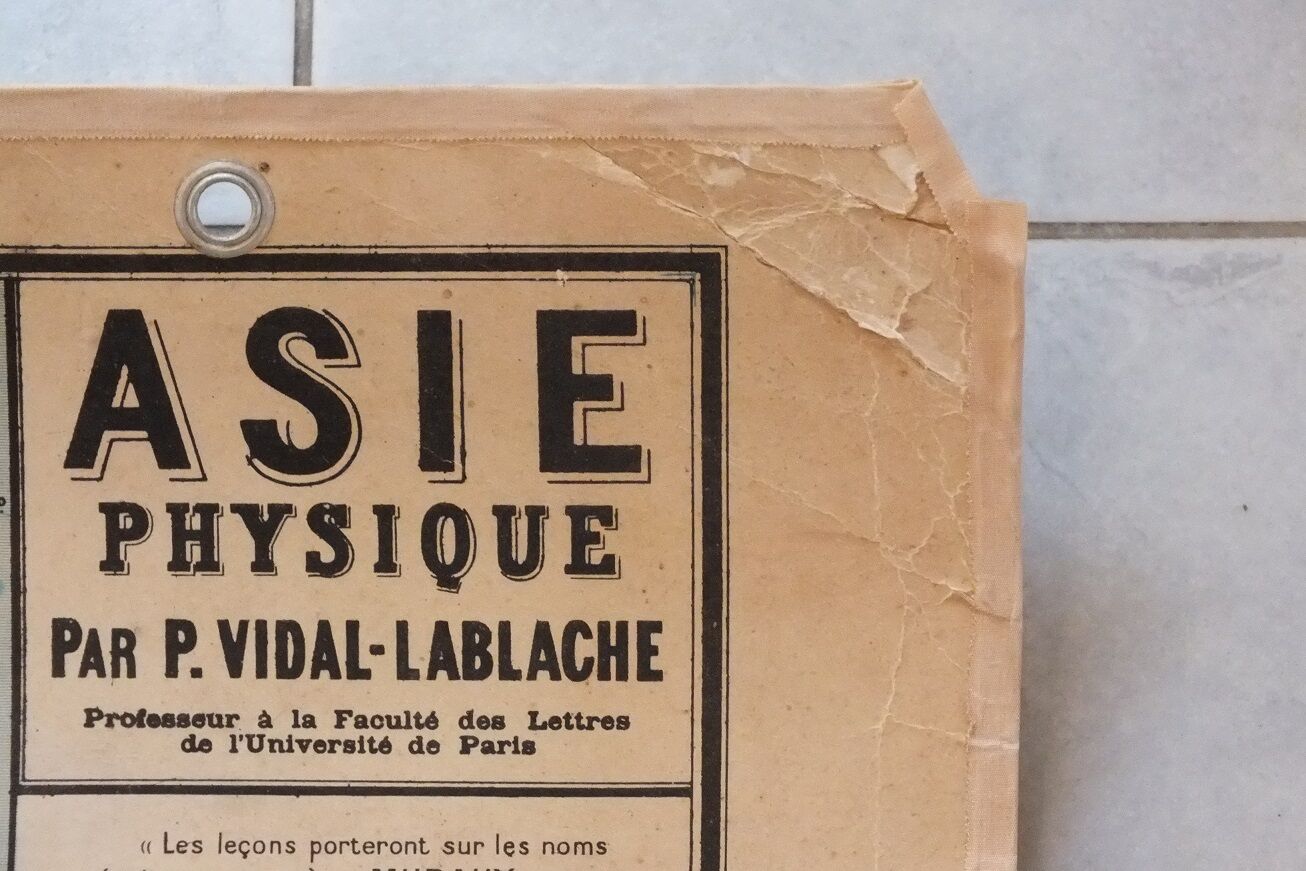 ASIE
PHYSIQUE
PAR P. VIDAL-LABLACHE
Professeur à la Faculté des Lettres
de l'Université de Paris
« Les leçons porteront sur les noms